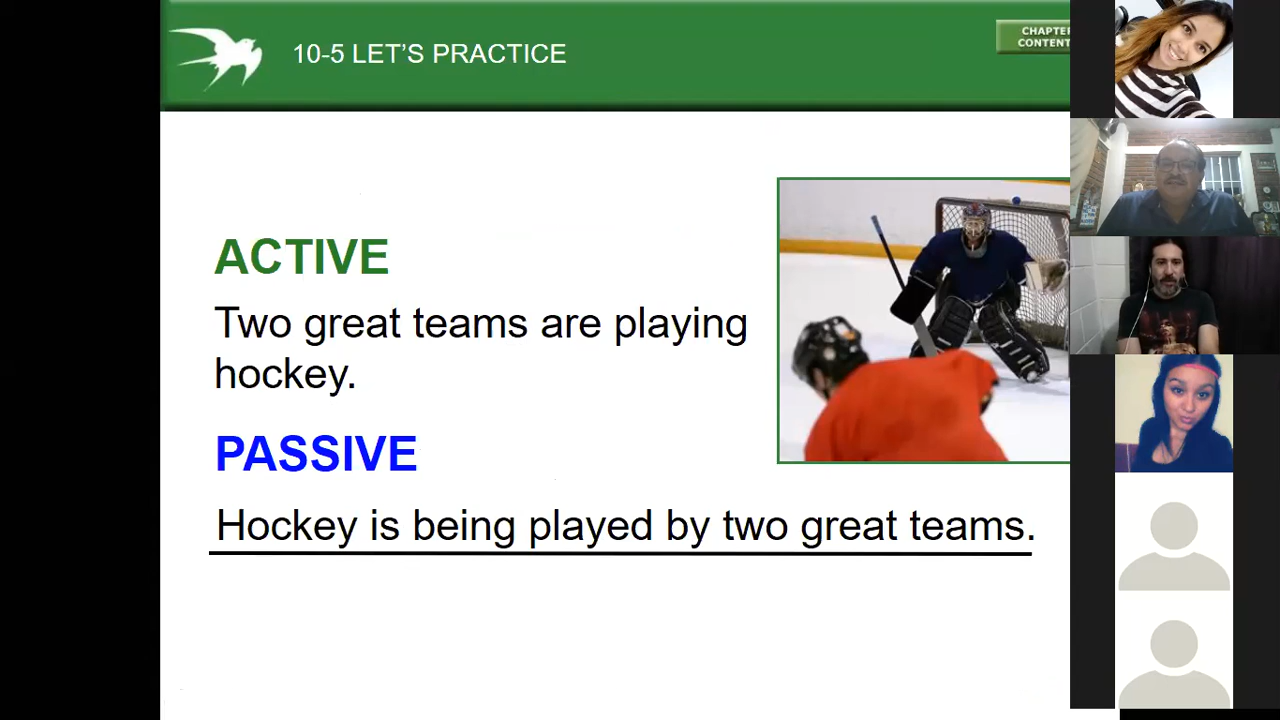 10-5 LET'S PRACTICE
CHAPTER
CONTENT
ACTIVE
Two great teams are playing
hockey.
PASSIVE
Hockey is being played by two great teams.